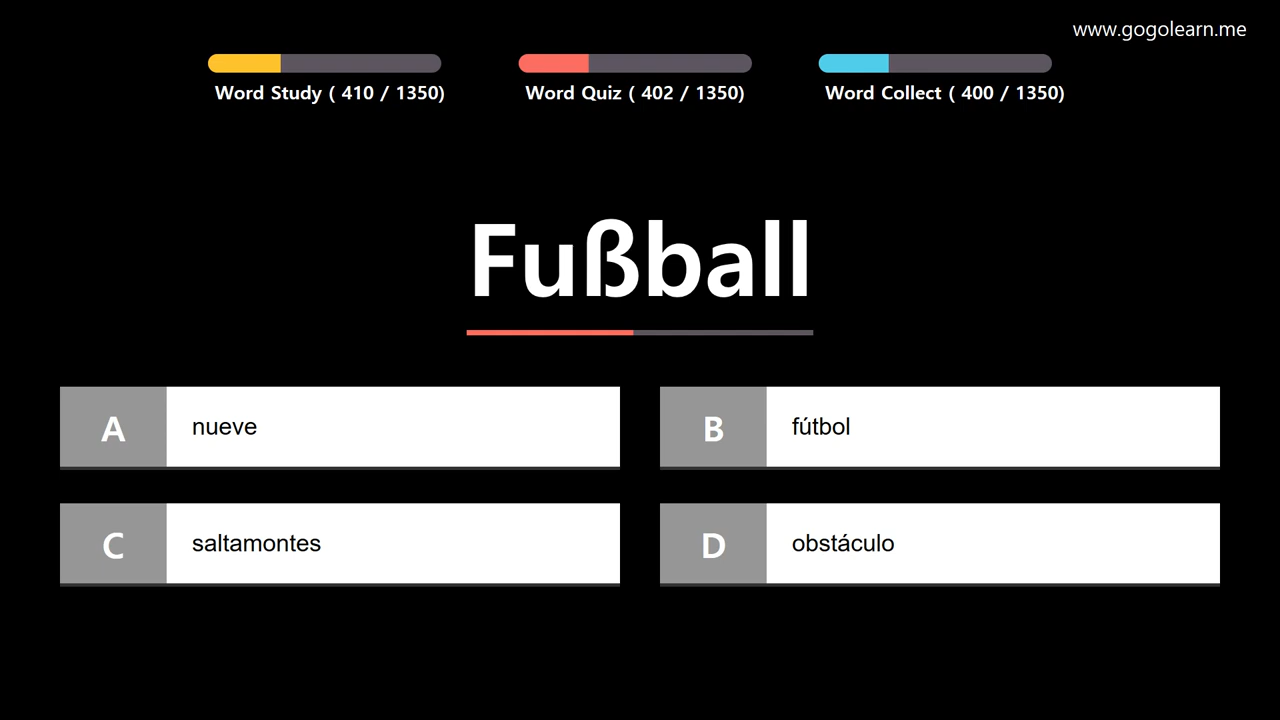 www.gogolearn.me
Word Study ( 410 / 1350)
Word Quiz ( 402 / 1350)
Word Collect ( 400 / 1350)
Fußball
A nueve
B fútbol
C saltamontes
D obstáculo